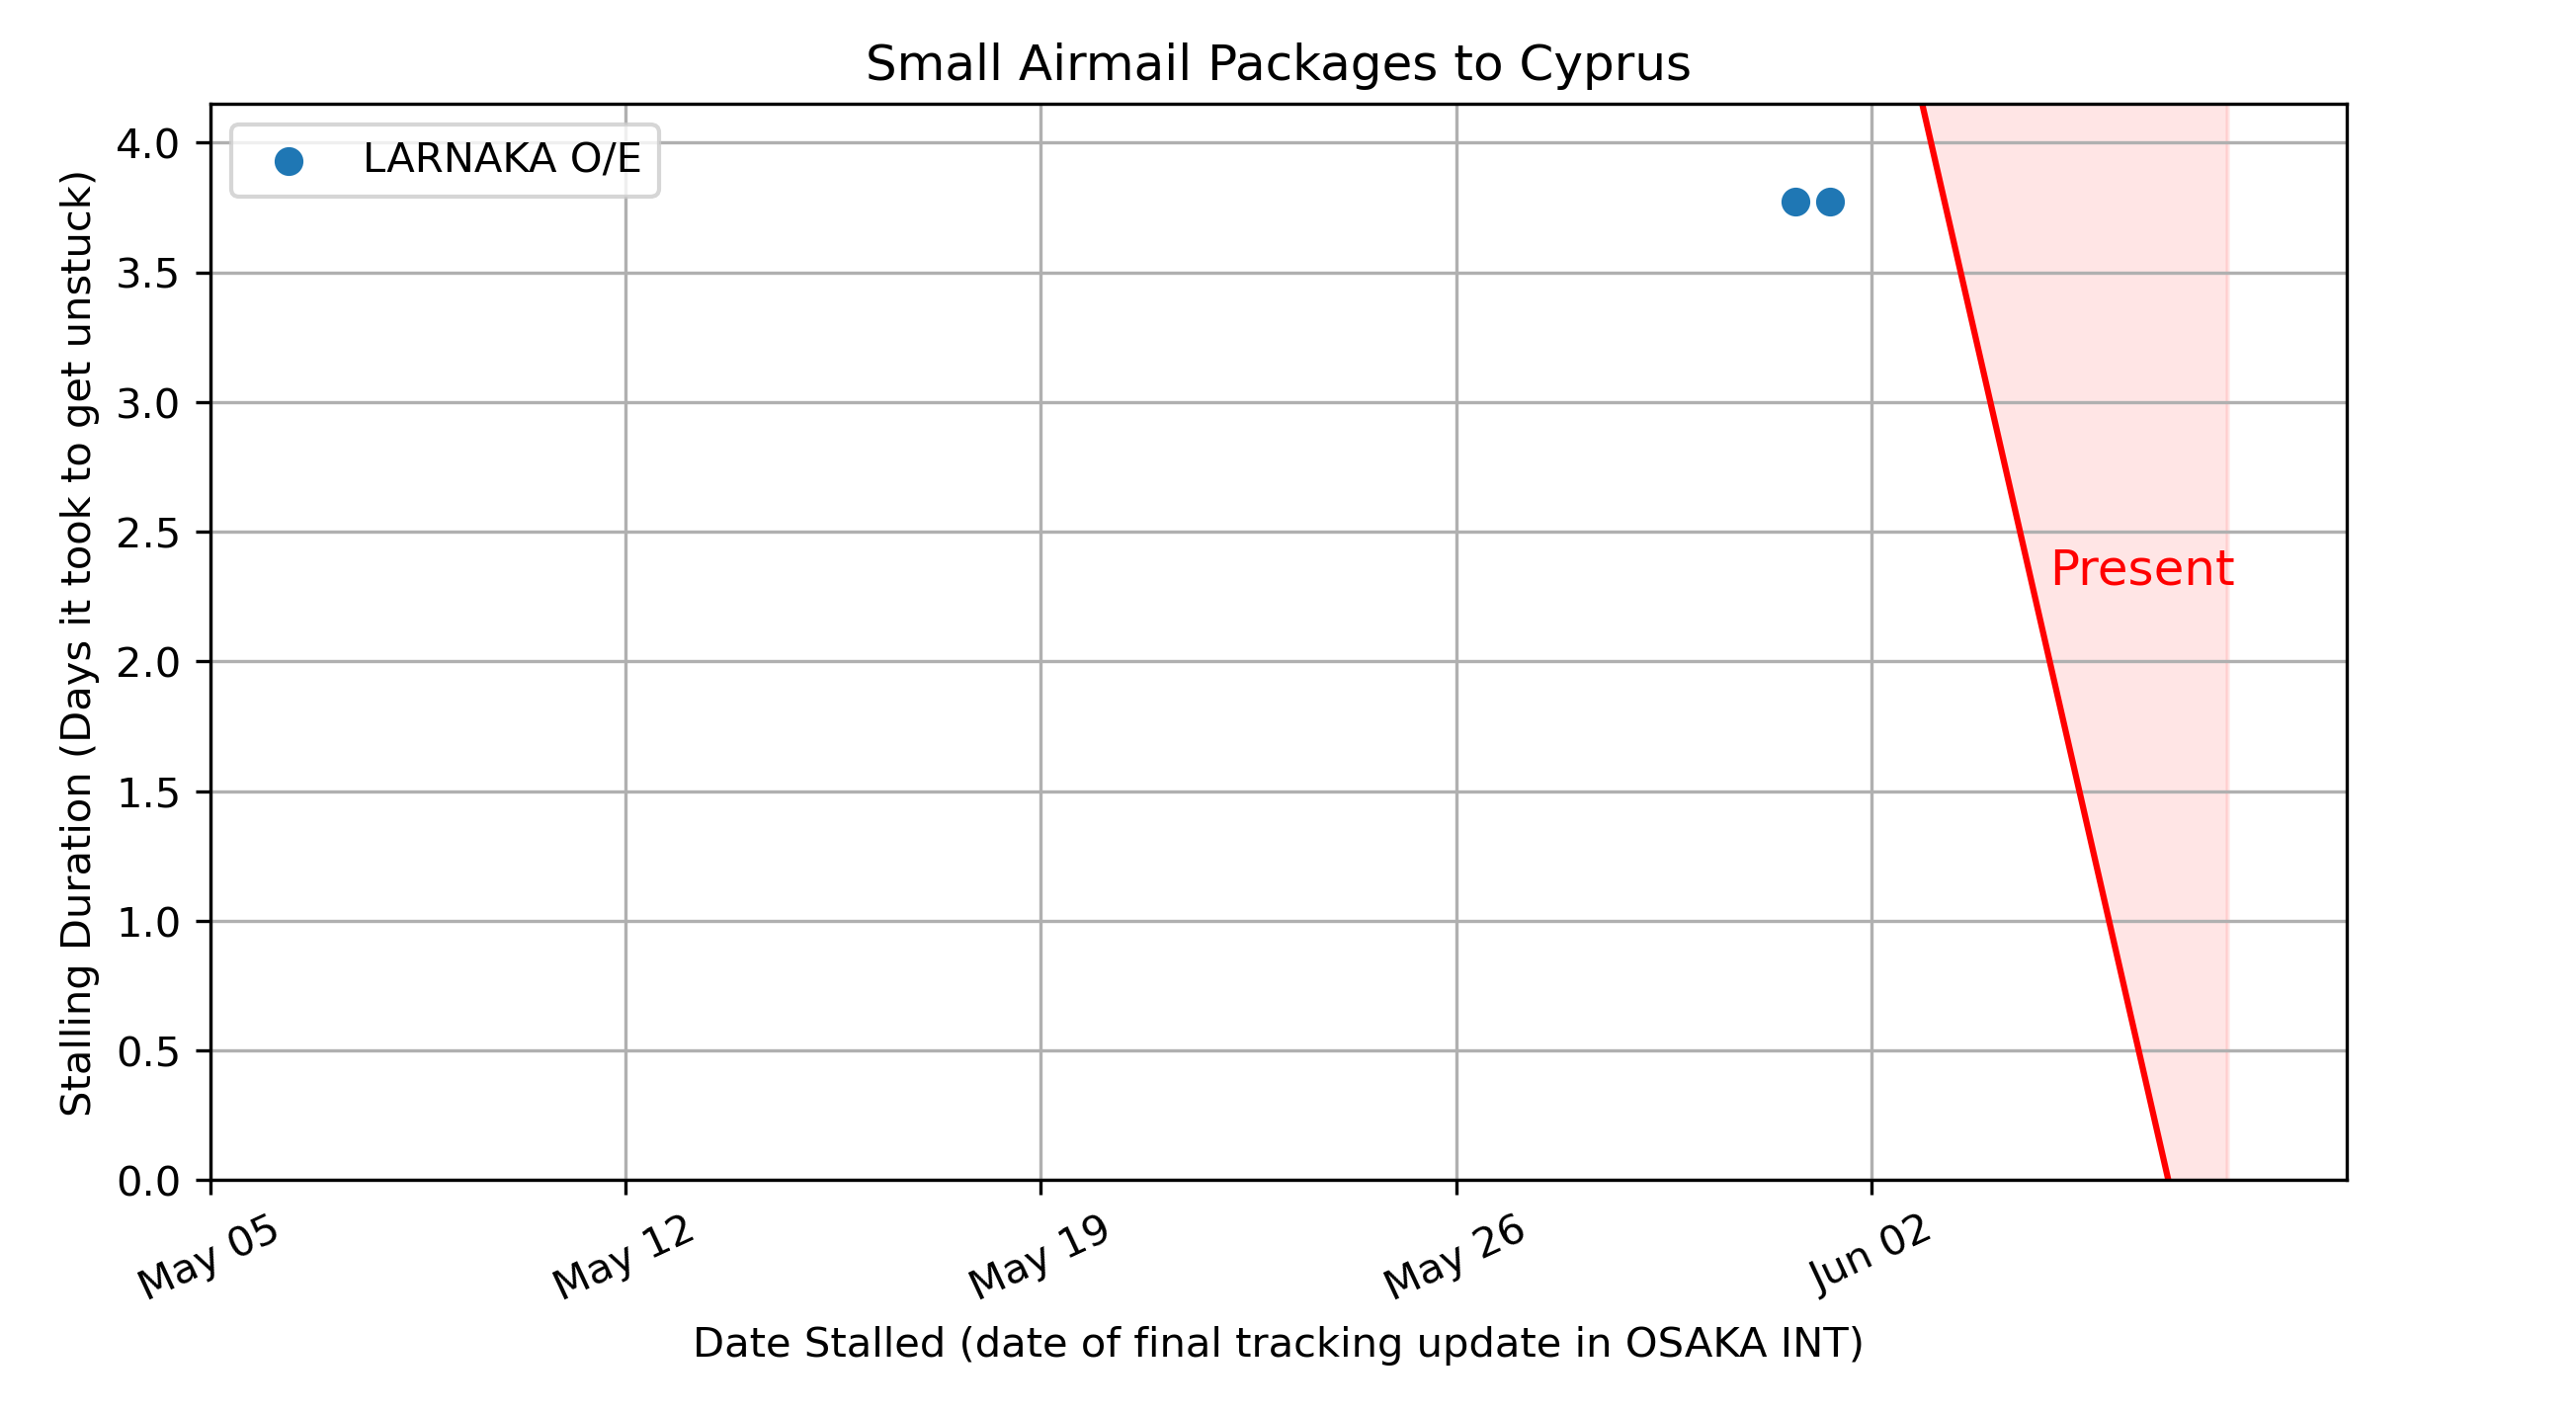 Small Airmail Packages to Cyprus
LARNAKA O/E
4.0
3.5
3.0
2.5
2.0
1.5
1.0
0.5
0.0
Stalling Duration (Days it took to get unstuck)
Present
May 05
May 12
May 19
May 26
Jun 02
Date Stalled (date of final tracking update in OSAKA INT)